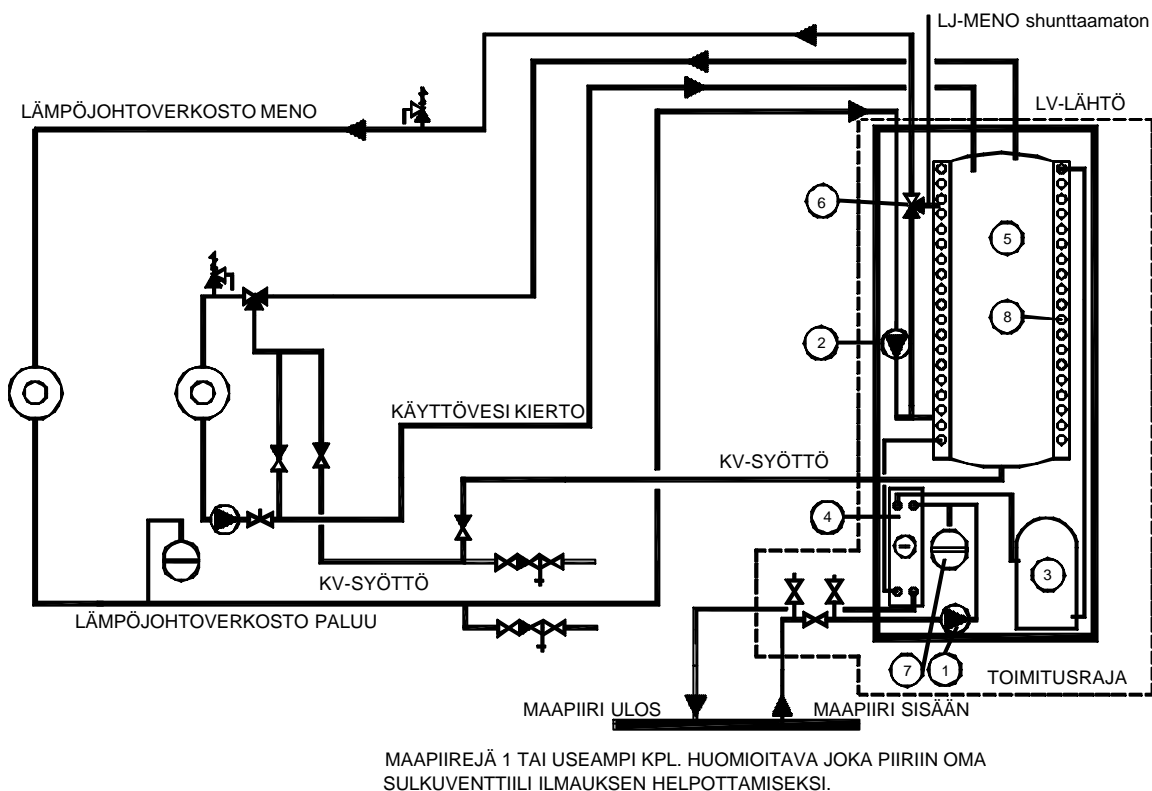 LJ-MENO shunttaamaton
LV-LÄHTÖ
LÄMPÖJOHTOVERKOSTO MENO
6
5
8
2
KÄYTTÖVESI KIERTO
KV-SYÖTTÖ
4
3
KV-SYÖTTÖ
LÄMPÖJOHTOVERKOSTO PALUU
7
1
TOIMITUSRAJA
MAAPIIRI ULOS
MAAPIIRI SISÄÄN
MAAPIIREJÄ 1 TAI USEAMPI KPL. HUOMIOITAVA JOKA PIIRIIN OMA
SULKUVENTTIILI ILMAUKSEN HELPOTTAMISEKSI.